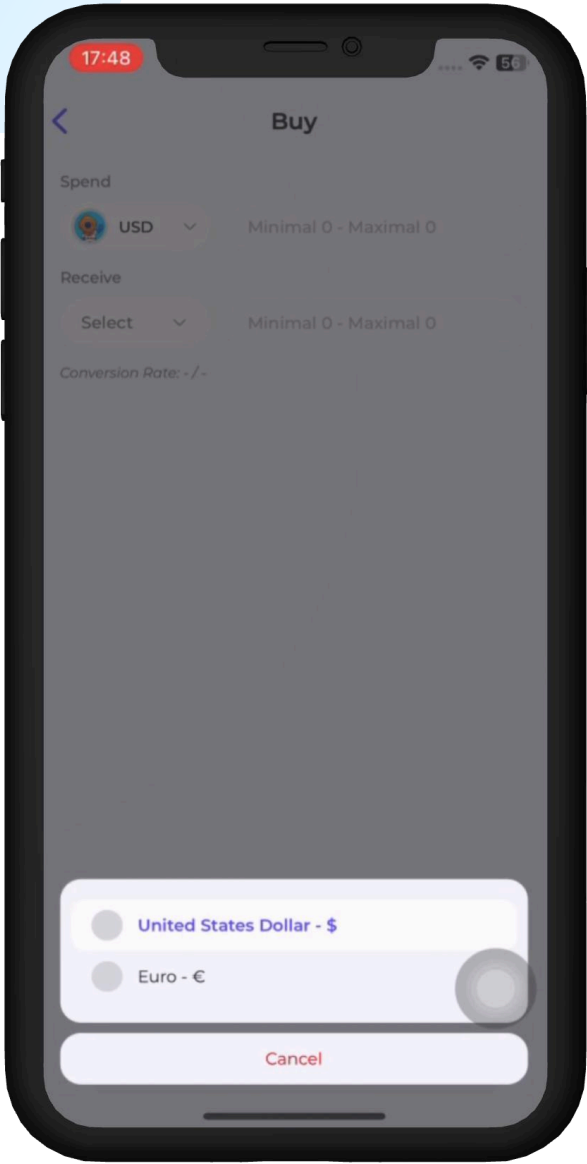 17:48
56
Buy
Spend
USD
Minimal 0 - Maximal 0
Receive
Select
Minimal 0 - Maximal 0
Conversion Rate: - / -
United States Dollar - $
Euro - €
Cancel